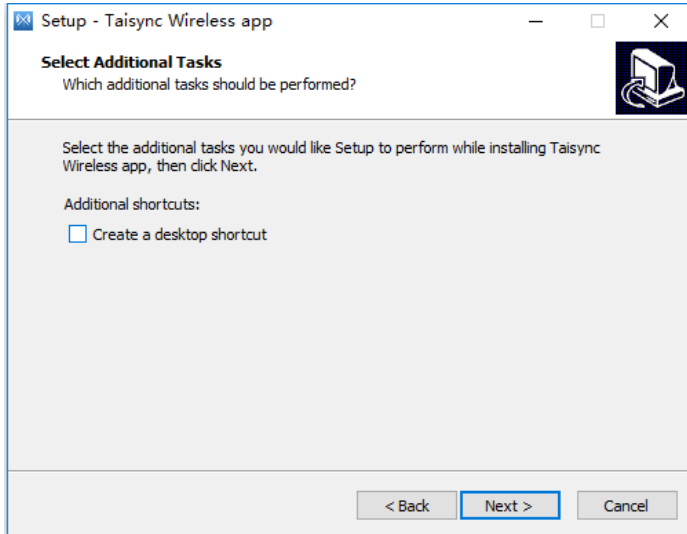 Setup - Taisync Wireless app
Select Additional Tasks
Which additional tasks should be performed?
Select the additional tasks you would like Setup to perform while installing Taisync
Wireless app, then click Next.
Additional shortcuts:
Create a desktop shortcut
< Back
Next >
Cancel